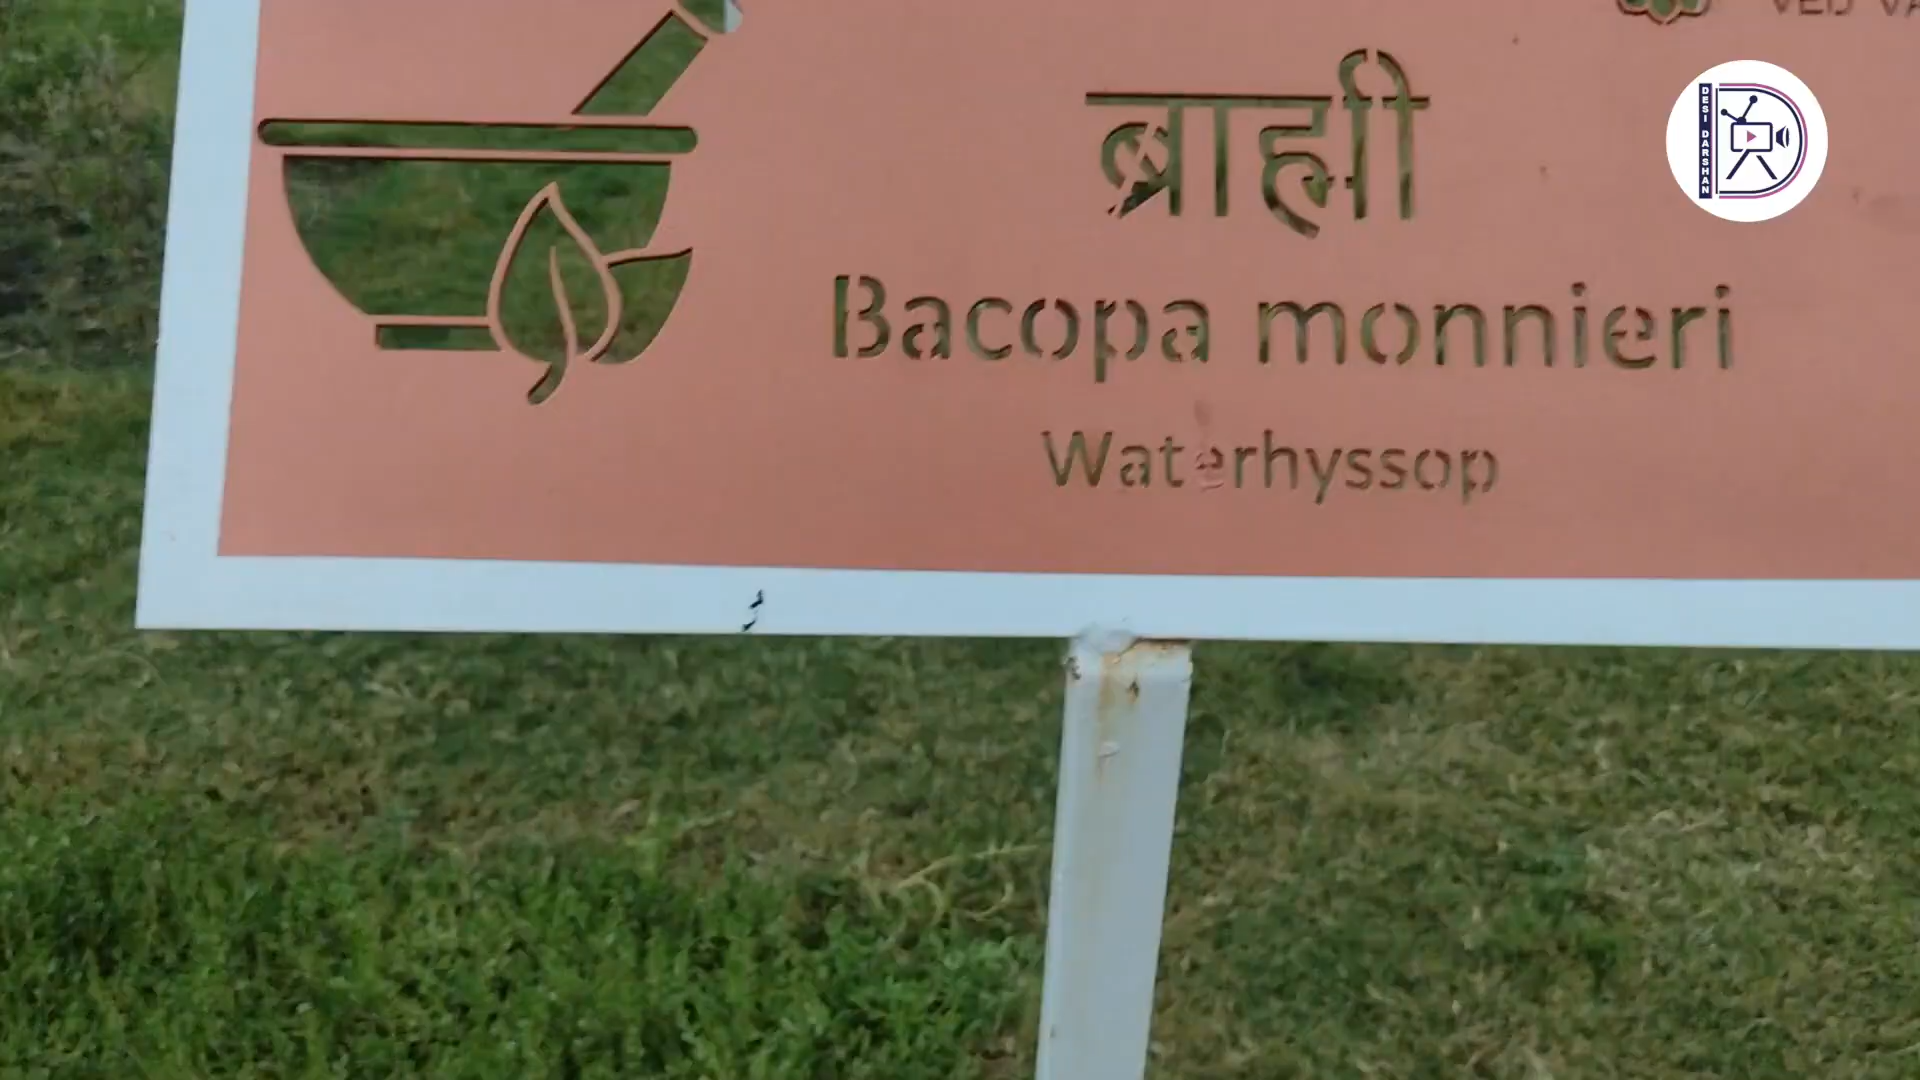 DESI DARSHAN
ब्राह्मी
Bacopa monnieri
Waterhyssop